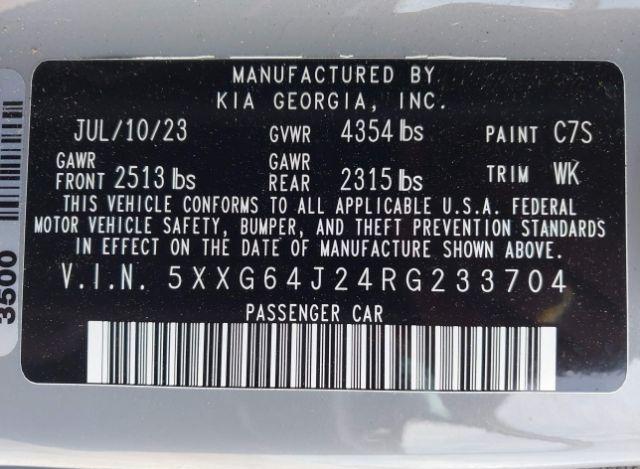 MANUFACTURED BY
KIA GEORGIA, INC.
JUL/10/23 GVWR 4354 lbs PAINT C7S
GAWR FRONT 2513 lbs GAWR REAR 2315 lbs TRIM WK
THIS VEHICLE CONFORMS TO ALL APPLICABLE U.S.A. FEDERAL
MOTOR VEHICLE SAFETY, BUMPER, AND THEFT PREVENTION STANDARDS
IN EFFECT ON THE DATE OF MANUFACTURE SHOWN ABOVE.
V.I.N. 5XXG64J24RG233704
PASSENGER CAR
3500